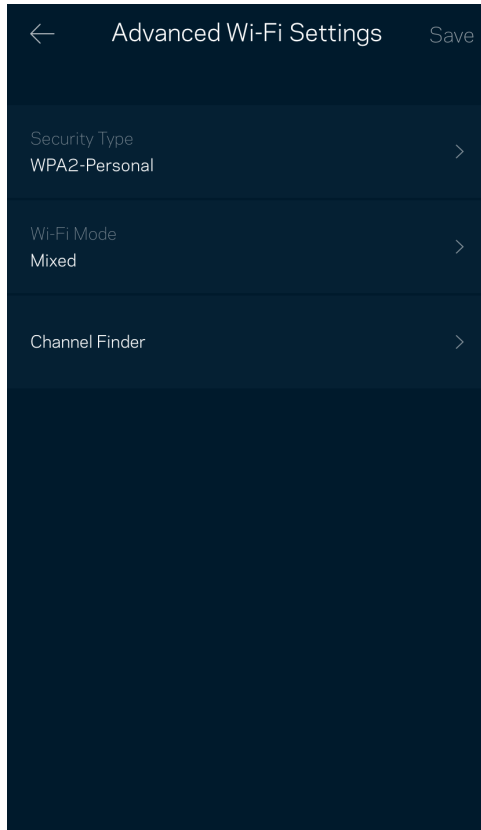 Advanced Wi-Fi Settings Save
Security Type
WPA2-Personal
Wi-Fi Mode
Mixed
Channel Finder